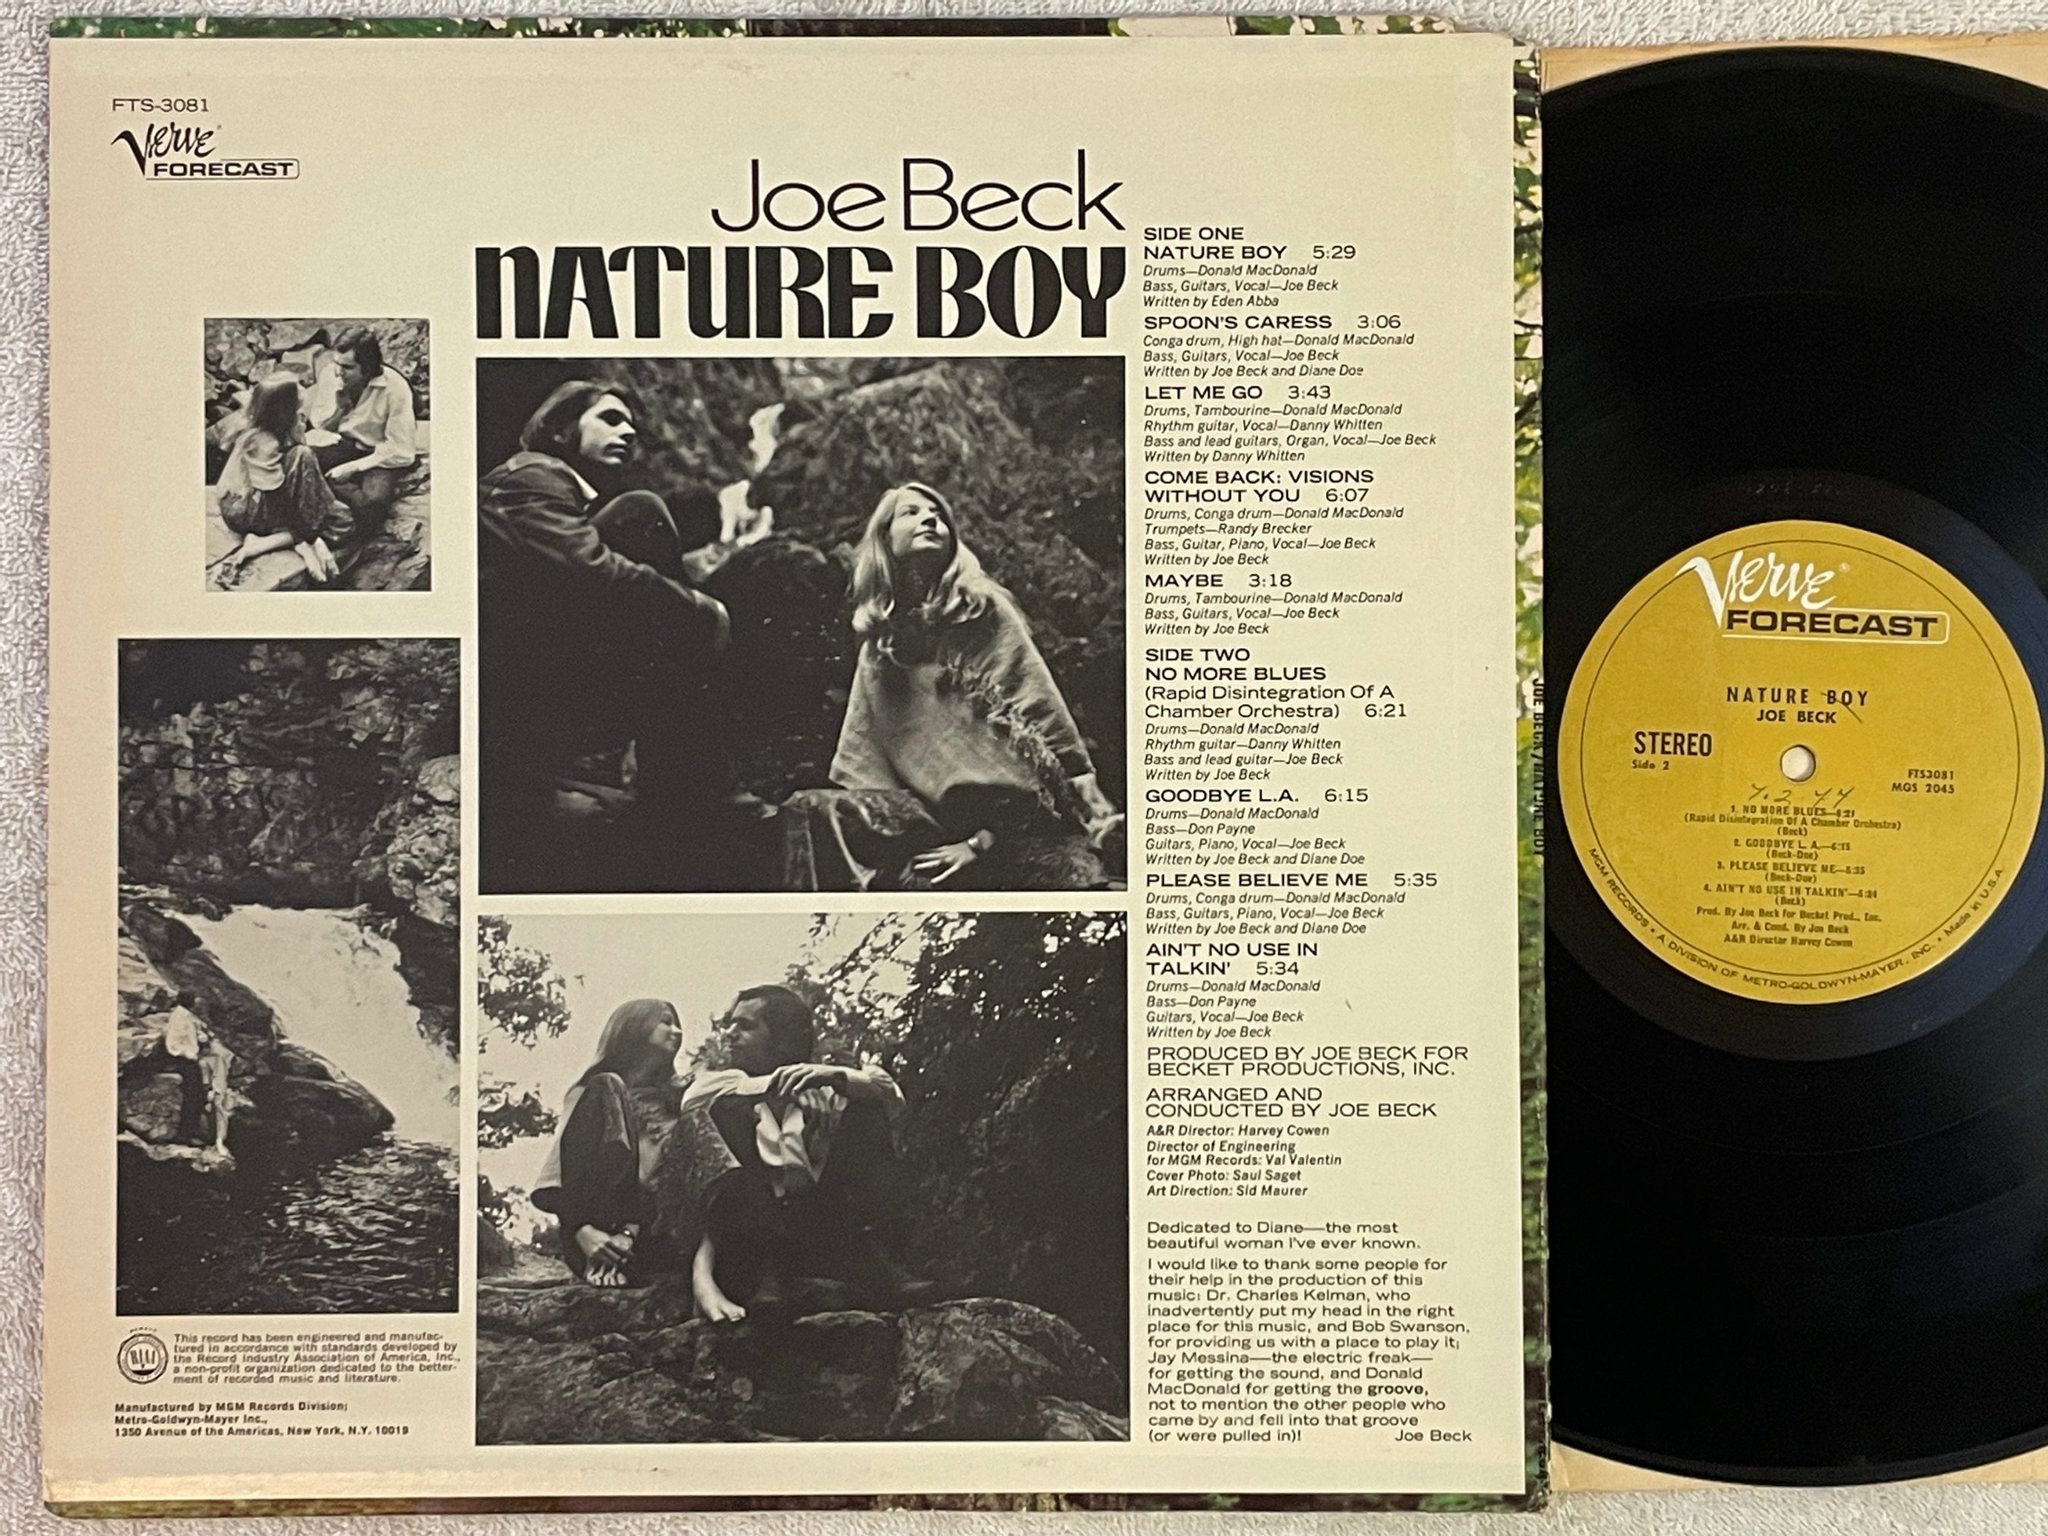 FTS-3081
Verve
FORECAST
Joe Beck
NATURE BOY
SIDE ONE
NATURE BOY 5:29
Drums—Donald MacDonald
Bass, Guitars, Vocal—Joe Beck
Written by Eden Abba
SPOON'S CARESS 3:06
Conga drum, High hat—Donald MacDonald
Bass, Guitars, Vocal—Joe Beck
Written by Joe Beck and Diane Doe
LET ME GO 3:43
Drums, Tambourine—Donald MacDonald
Rhythm guitar, Vocal—Danny Whitten
Bass and lead guitars, Organ, Vocal—Joe Beck
Written by Danny Whitten
COME BACK: VISIONS
WITHOUT YOU 6:07
Drums, Conga drum—Donald MacDonald
Trumpets—Randy Brecker
Bass, Guitar, Piano, Vocal—Joe Beck
Written by Joe Beck
MAYBE 3:18
Drums, Tambourine—Donald MacDonald
Bass, Guitars, Vocal—Joe Beck
Written by Joe Beck
SIDE TWO
NO MORE BLUES
(Rapid Disintegration Of A
Chamber Orchestra) 6:21
Drums—Donald MacDonald
Rhythm guitar—Danny Whitten
Bass and lead guitar—Joe Beck
Written by Joe Beck
GOODBYE L.A. 6:15
Drums—Donald MacDonald
Bass—Don Payne
Guitars, Piano, Vocal—Joe Beck
Written by Joe Beck and Diane Doe
PLEASE BELIEVE ME 5:35
Drums, Conga drum—Donald MacDonald
Bass, Guitars, Piano, Vocal—Joe Beck
Written by Joe Beck and Diane Doe
AIN'T NO USE IN
TALKIN' 5:34
Drums—Donald MacDonald
Bass—Don Payne
Guitars, Vocal—Joe Beck
Written by Joe Beck
PRODUCED BY JOE BECK FOR
BECKET PRODUCTIONS, INC.
ARRANGED AND
CONDUCTED BY JOE BECK
A&R Director: Harvey Cowen
Director of Engineering
for MGM Records: Val Valentin
Cover Photo: Saul Saget
Art Direction: Sid Maurer
Dedicated to Diane—the most
beautiful woman I've ever known.
I would like to thank some people for
their help in the production of this
music: Dr. Charles Kelman, who
inadvertently put my head in the right
place for this music, and Bob Swanson,
for providing us with a place to play it;
Jay Messina—the electric freak—
for getting the sound, and Donald
MacDonald for getting the groove,
not to mention the other people who
came by and fell into that groove
(or were pulled in)! Joe Beck
This record has been engineered and manufac-
tured in accordance with standards developed by
the Record Industry Association of America, Inc.,
a non-profit organization dedicated to the better-
ment of recorded music and literature.
Manufactured by MGM Records Division;
Metro-Goldwyn-Mayer Inc.,
1350 Avenue of the Americas, New York, N.Y. 10019
JOE BECK/NATURE BOY
Verve
FORECAST
NATURE BOY
JOE BECK
STEREO
Side 2
FTS3081
MGS 2045
7.2.77
1. NO MORE BLUES—6:21
(Rapid Disintegration Of A Chamber Orchestra)
(Beck)
2. GOODBYE L. A.—6:15
(Beck-Doe)
3. PLEASE BELIEVE ME—5:35
(Beck-Doe)
4. AIN'T NO USE IN TALKIN'—5:34
(Beck)
Prod. By Joe Beck for Becket Prod., Inc.
Arr. & Cond. By Joe Beck
A&R Director Harvey Cowen
MGM RECORDS • A DIVISION OF METRO-GOLDWYN-MAYER, INC. • Made in U.S.A.